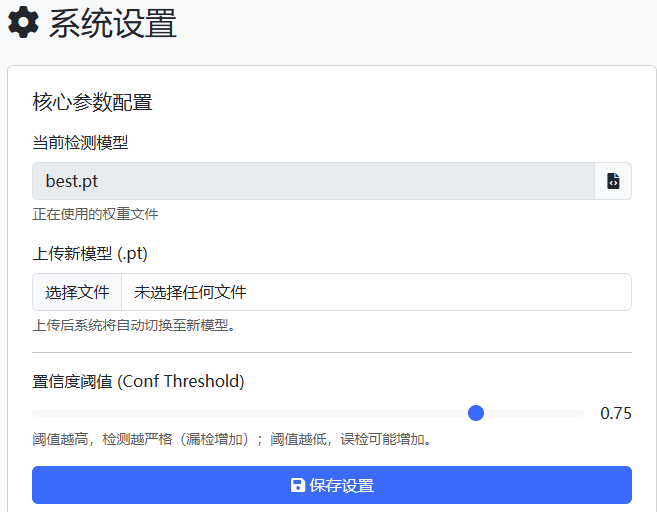 系统设置
核心参数配置
当前检测模型
best.pt
正在使用的权重文件
上传新模型 (.pt)
选择文件 未选择任何文件
上传后系统将自动切换至新模型。
置信度阈值 (Conf Threshold)
0.75
阈值越高，检测越严格（漏检增加）；阈值越低，误检可能增加。
保存设置